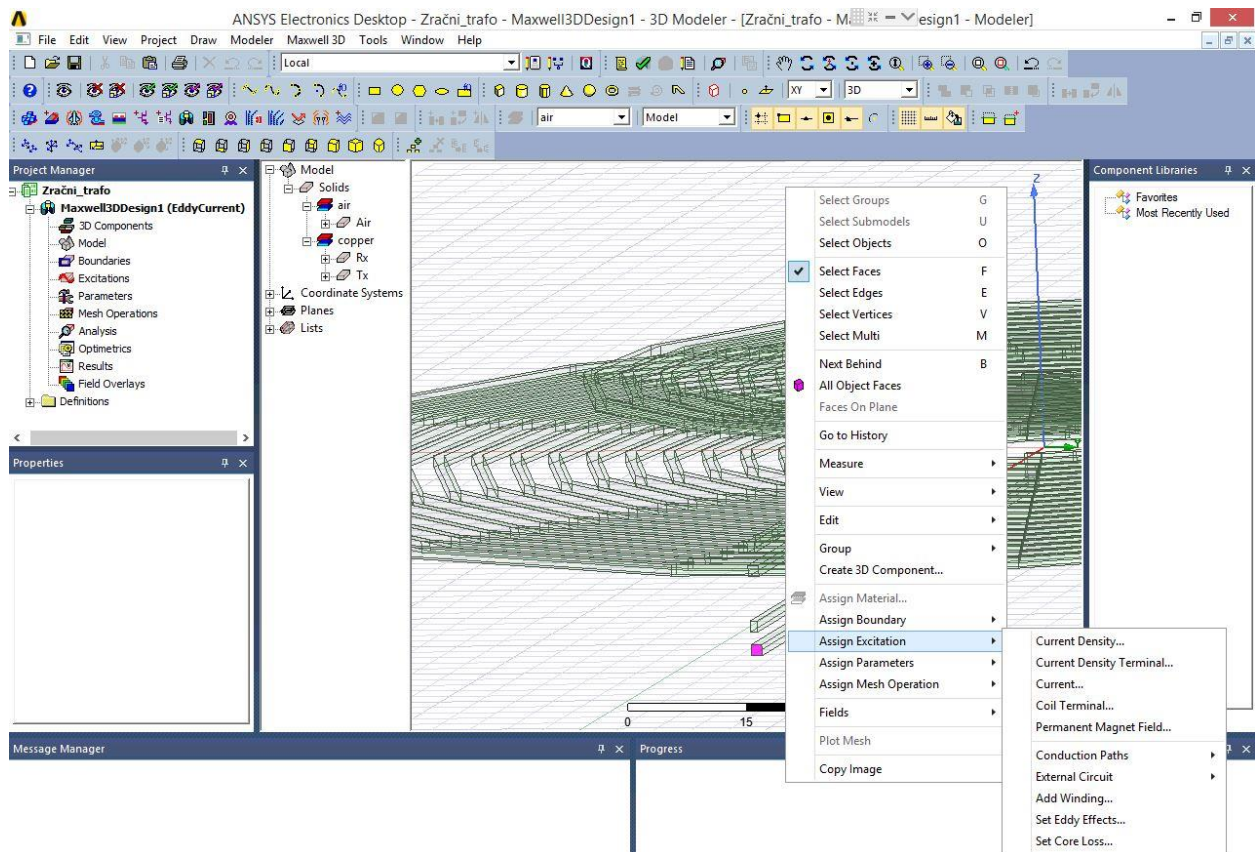 ANSYS Electronics Desktop - Zračni_trafo - Maxwell3DDesign1 - 3D Modeler - [Zračni_trafo - M esign1 - Modeler]
File Edit View Project Draw Modeler Maxwell 3D Tools Window Help
Local
XY 3D
air Model
Project Manager
Zračni_trafo
Maxwell3DDesign1 (EddyCurrent)
3D Components
Model
Boundaries
Excitations
Parameters
Mesh Operations
Analysis
Optimetrics
Results
Field Overlays
Definitions
Properties
Model
Solids
air
Air
copper
Rx
Tx
Coordinate Systems
Planes
Lists
Z
Y
0 15
Select Groups G
Select Submodels U
Select Objects O
Select Faces F
Select Edges E
Select Vertices V
Select Multi M
Next Behind B
All Object Faces
Faces On Plane
Go to History
Measure
View
Edit
Group
Create 3D Component...
Assign Material...
Assign Boundary
Assign Excitation
Assign Parameters
Assign Mesh Operation
Fields
Plot Mesh
Copy Image
Current Density...
Current Density Terminal...
Current...
Coil Terminal...
Permanent Magnet Field...
Conduction Paths
External Circuit
Add Winding...
Set Eddy Effects...
Set Core Loss...
Component Libraries
Favorites
Most Recently Used
Message Manager
Progress